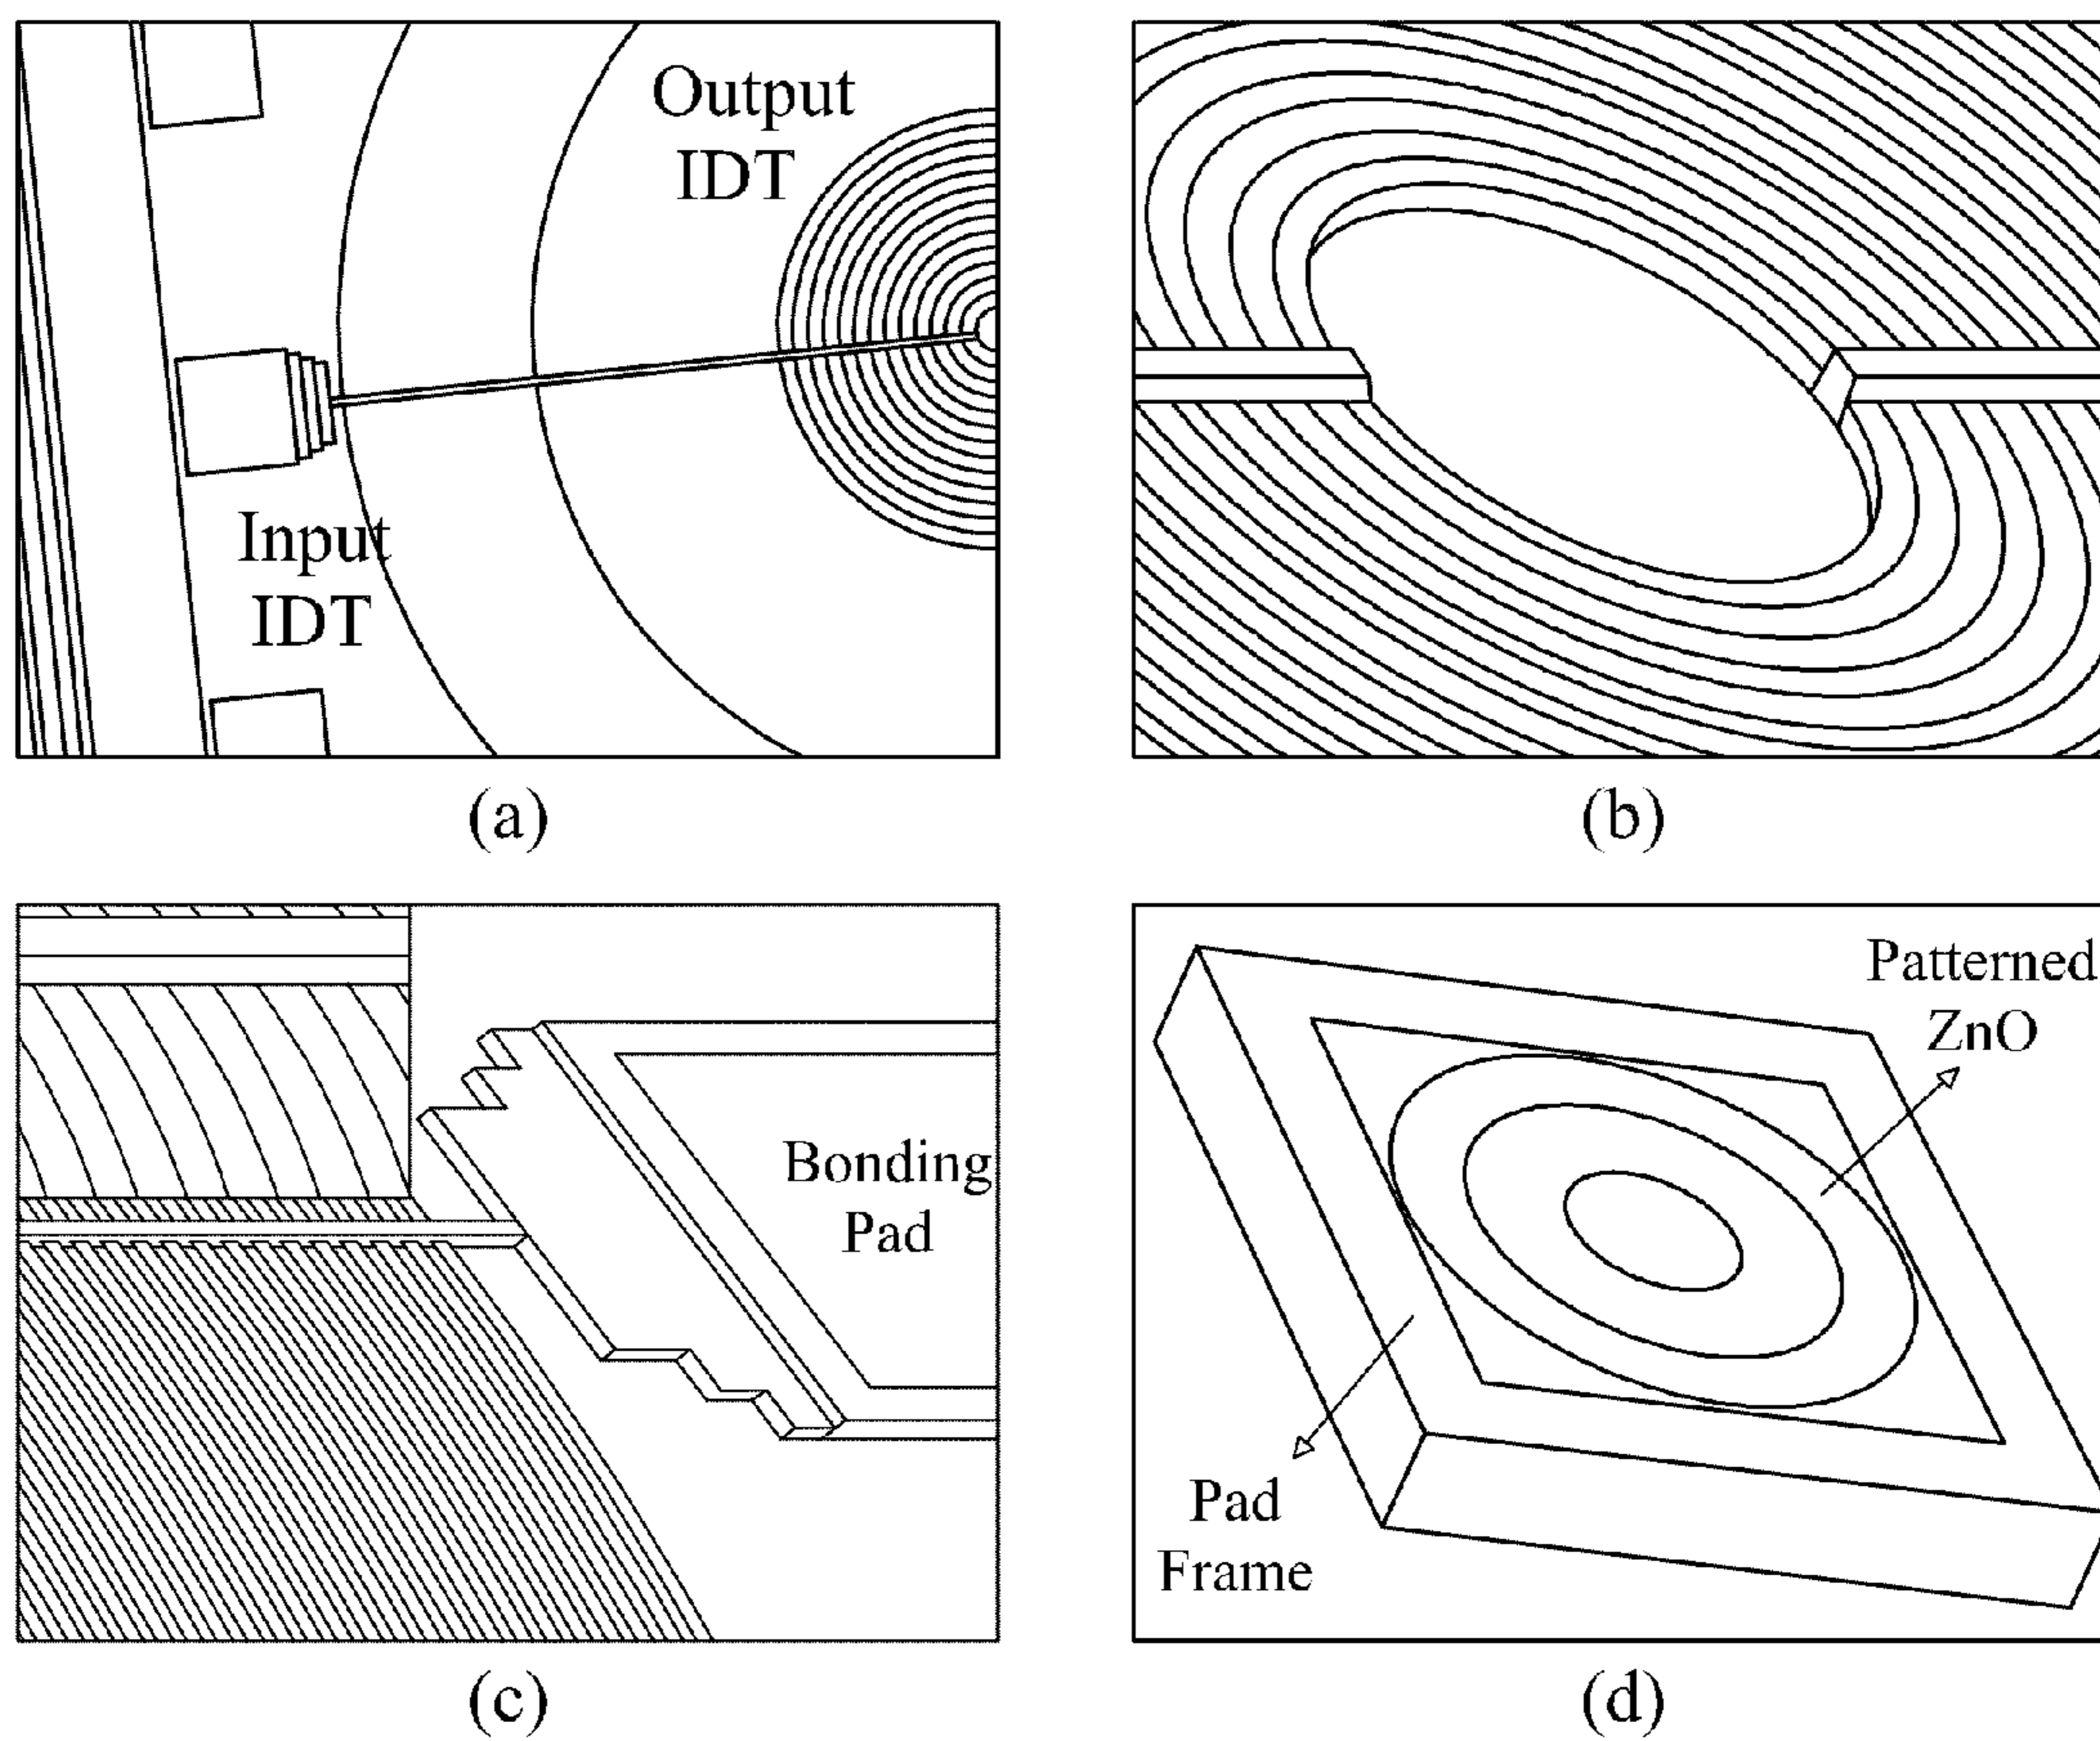 Output
IDT
Input
IDT
(a)
(b)
Bonding
Pad
(c)
Patterned
ZnO
Pad
Frame
(d)